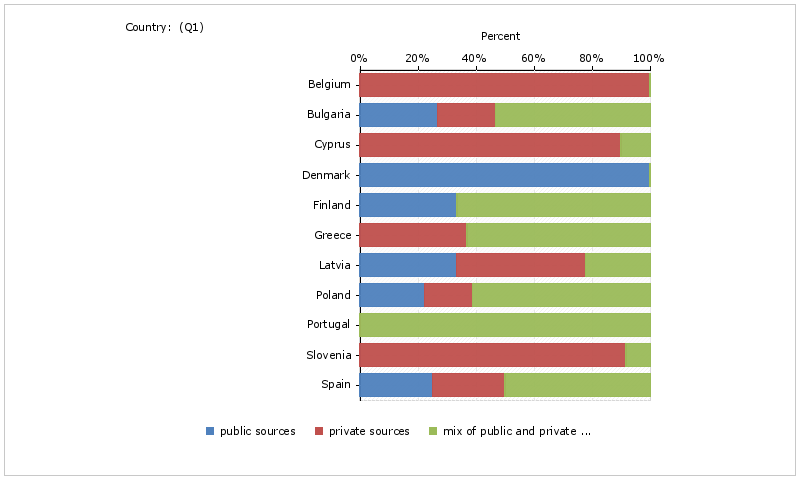 Country: (Q1)
Percent
0% 20% 40% 60% 80% 100%
Belgium
Bulgaria
Cyprus
Denmark
Finland
Greece
Latvia
Poland
Portugal
Slovenia
Spain
public sources private sources mix of public and private ...